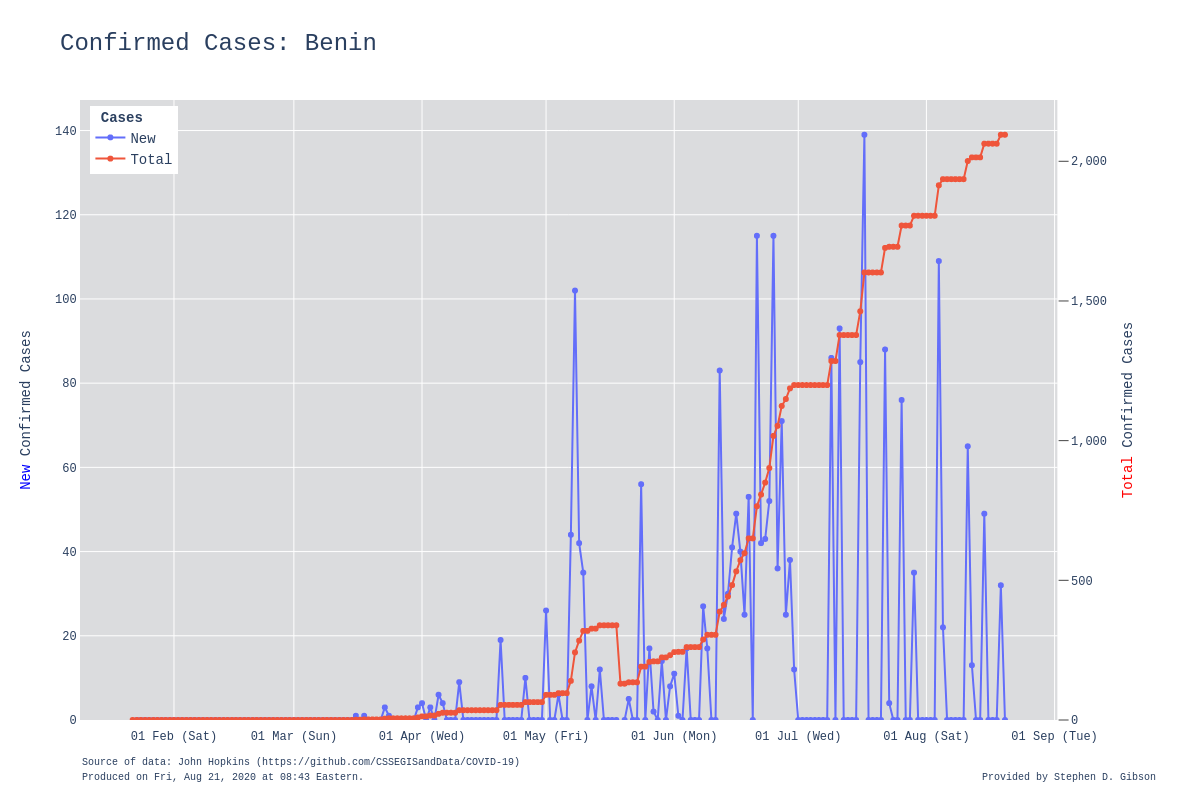 Confirmed Cases: Benin
Cases
New
Total
140
120
100
80
60
40
20
0
2,000
1,500
1,000
500
0
New Confirmed Cases
Total Confirmed Cases
01 Feb (Sat) 01 Mar (Sun) 01 Apr (Wed) 01 May (Fri) 01 Jun (Mon) 01 Jul (Wed) 01 Aug (Sat) 01 Sep (Tue)
Source of data: John Hopkins (https://github.com/CSSEGISandData/COVID-19)
Produced on Fri, Aug 21, 2020 at 08:43 Eastern.
Provided by Stephen D. Gibson